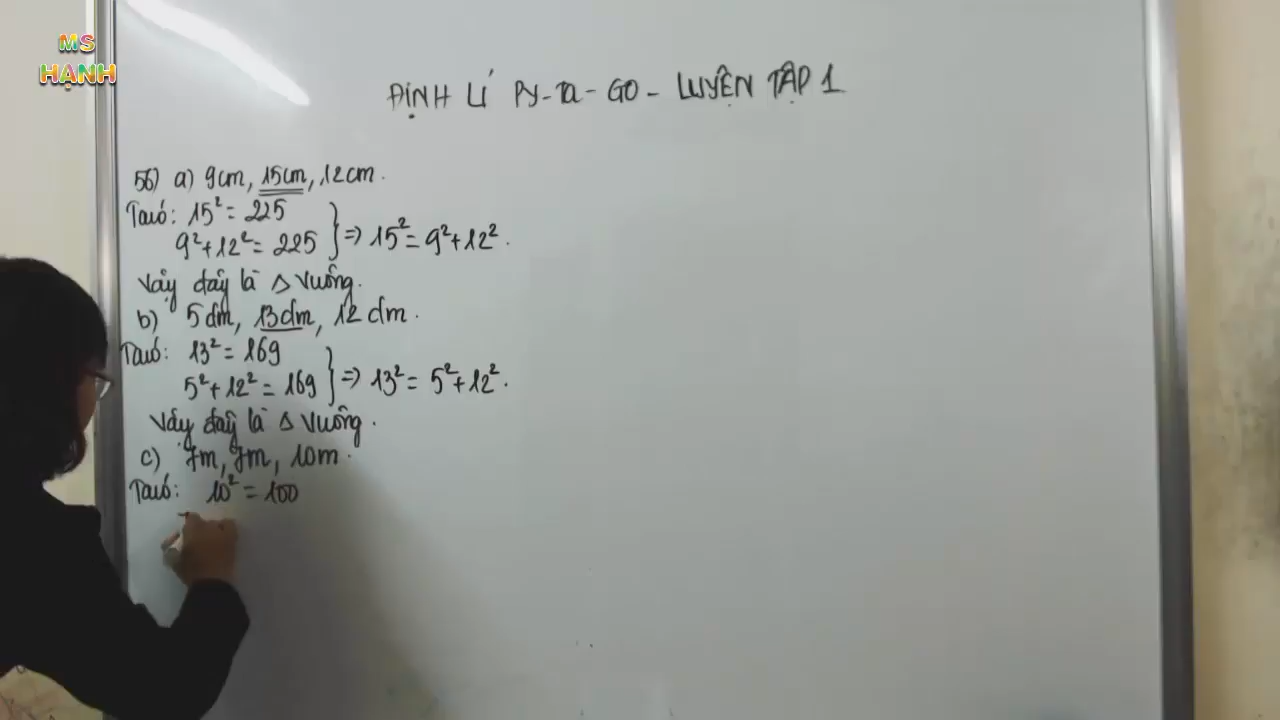 MS
HẠNH
ĐỊNH LÍ PY-TA-GO - LUYỆN TẬP 1
56) a) 9cm, 15cm, 12cm.
Ta có: 15² = 225
9² + 12² = 225 } => 15² = 9² + 12².
Vậy đây là Δ vuông.
b) 5dm, 13dm, 12dm.
Ta có: 13² = 169
5² + 12² = 169 } => 13² = 5² + 12².
Vậy đây là Δ vuông.
c) 7m, 7m, 10m.
Ta có: 10² = 100